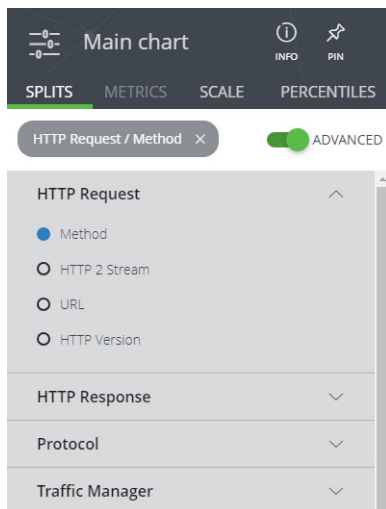 Main chart
INFO
PIN
SPLITS METRICS SCALE PERCENTILES
HTTP Request / Method ×
ADVANCED
HTTP Request
Method
HTTP 2 Stream
URL
HTTP Version
HTTP Response
Protocol
Traffic Manager